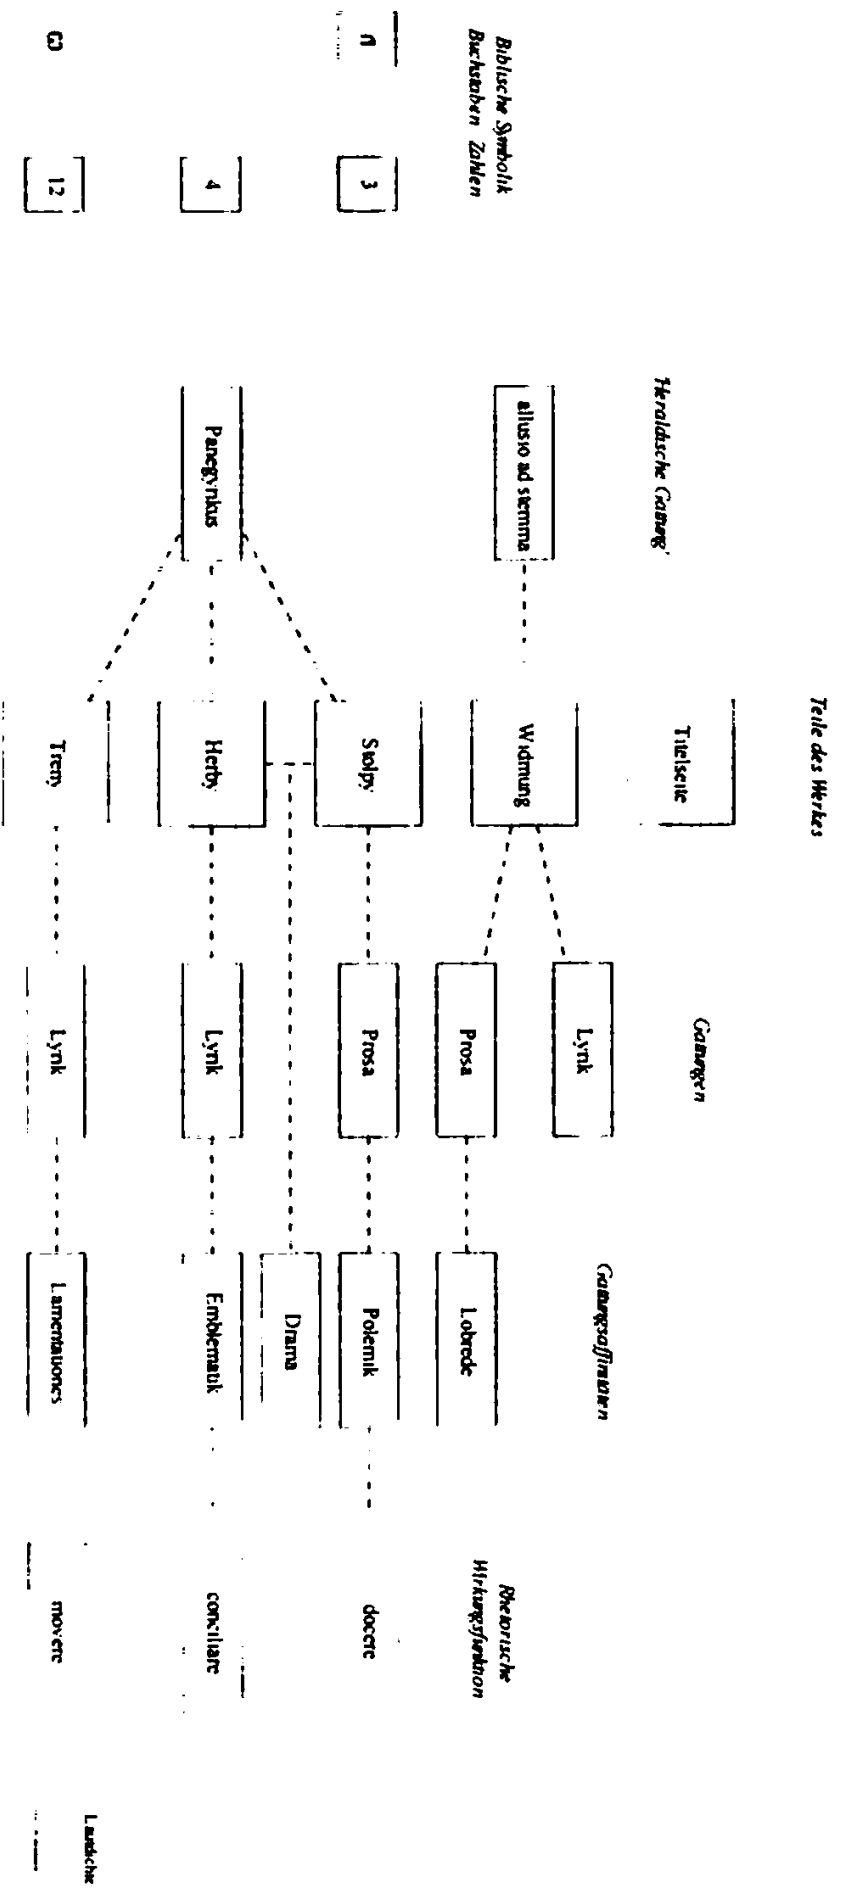 Teile des Werkes
Biblische Symbolik
Buchstaben Zahlen
'Heraldische Gattung'
Gattungen
Gattungsaffinitäten
Rhetorische
Wirkungsfunktion
Titelseite
allusio ad stemma
Widmung
Lyrik
Prosa
Lobrede
3
Stolpy
Prosa
Polemik
docere
Drama
4
Panegyrikus
Herby
Lyrik
Emblematik
conciliare
12
Treny
Lyrik
Lamentationes
movere